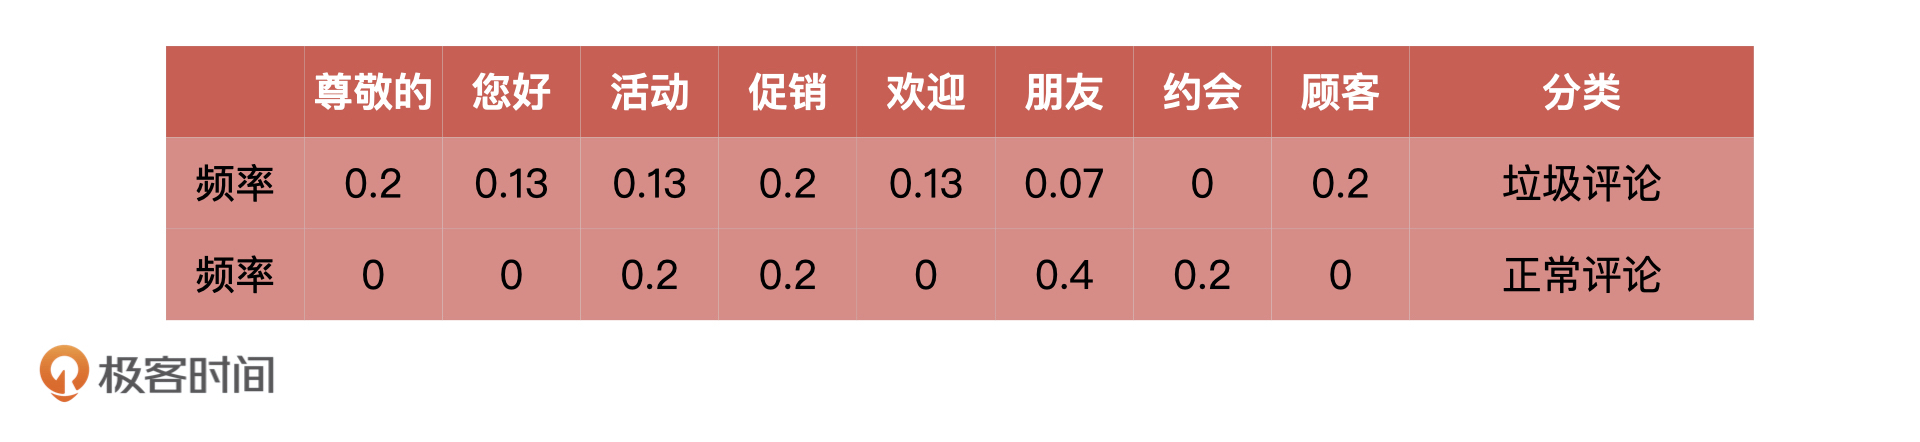 尊敬的 您好 活动 促销 欢迎 朋友 约会 顾客 分类
频率 0.2 0.13 0.13 0.2 0.13 0.07 0 0.2 垃圾评论
频率 0 0 0.2 0.2 0 0.4 0.2 0 正常评论
极客时间